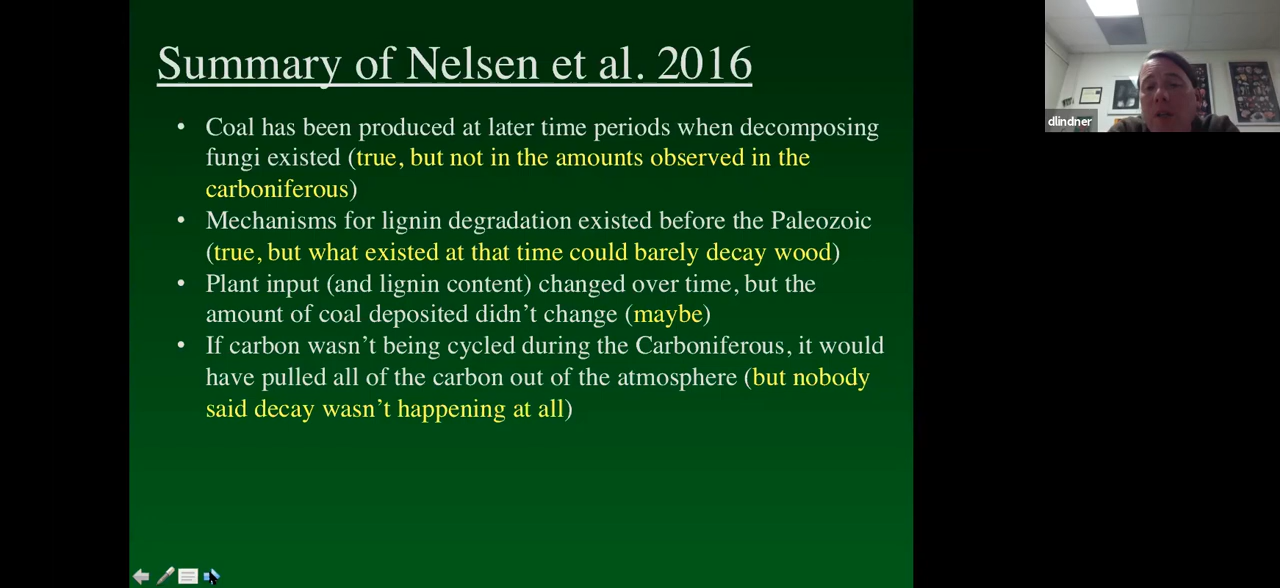 Summary of Nelsen et al. 2016
• Coal has been produced at later time periods when decomposing
fungi existed (true, but not in the amounts observed in the
carboniferous)
• Mechanisms for lignin degradation existed before the Paleozoic
(true, but what existed at that time could barely decay wood)
• Plant input (and lignin content) changed over time, but the
amount of coal deposited didn’t change (maybe)
• If carbon wasn’t being cycled during the Carboniferous, it would
have pulled all of the carbon out of the atmosphere (but nobody
said decay wasn’t happening at all)
dlindner